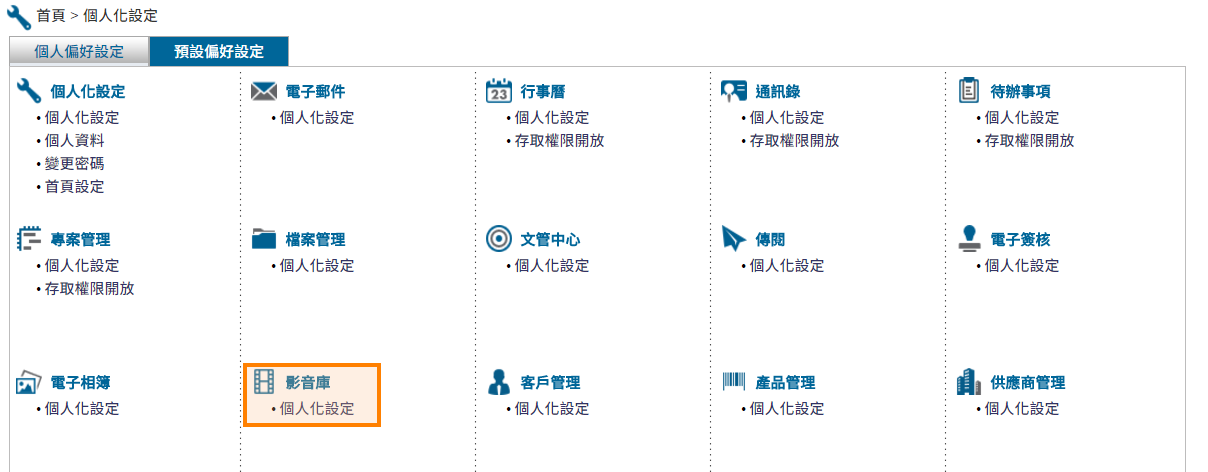 首頁 > 個人化設定
個人偏好設定
預設偏好設定
個人化設定
• 個人化設定
• 個人資料
• 變更密碼
• 首頁設定
電子郵件
• 個人化設定
23
行事曆
• 個人化設定
• 存取權限開放
通訊錄
• 個人化設定
• 存取權限開放
待辦事項
• 個人化設定
• 存取權限開放
專案管理
• 個人化設定
• 存取權限開放
檔案管理
• 個人化設定
文管中心
• 個人化設定
傳閱
• 個人化設定
電子簽核
• 個人化設定
電子相簿
• 個人化設定
影音庫
• 個人化設定
客戶管理
• 個人化設定
產品管理
• 個人化設定
供應商管理
• 個人化設定